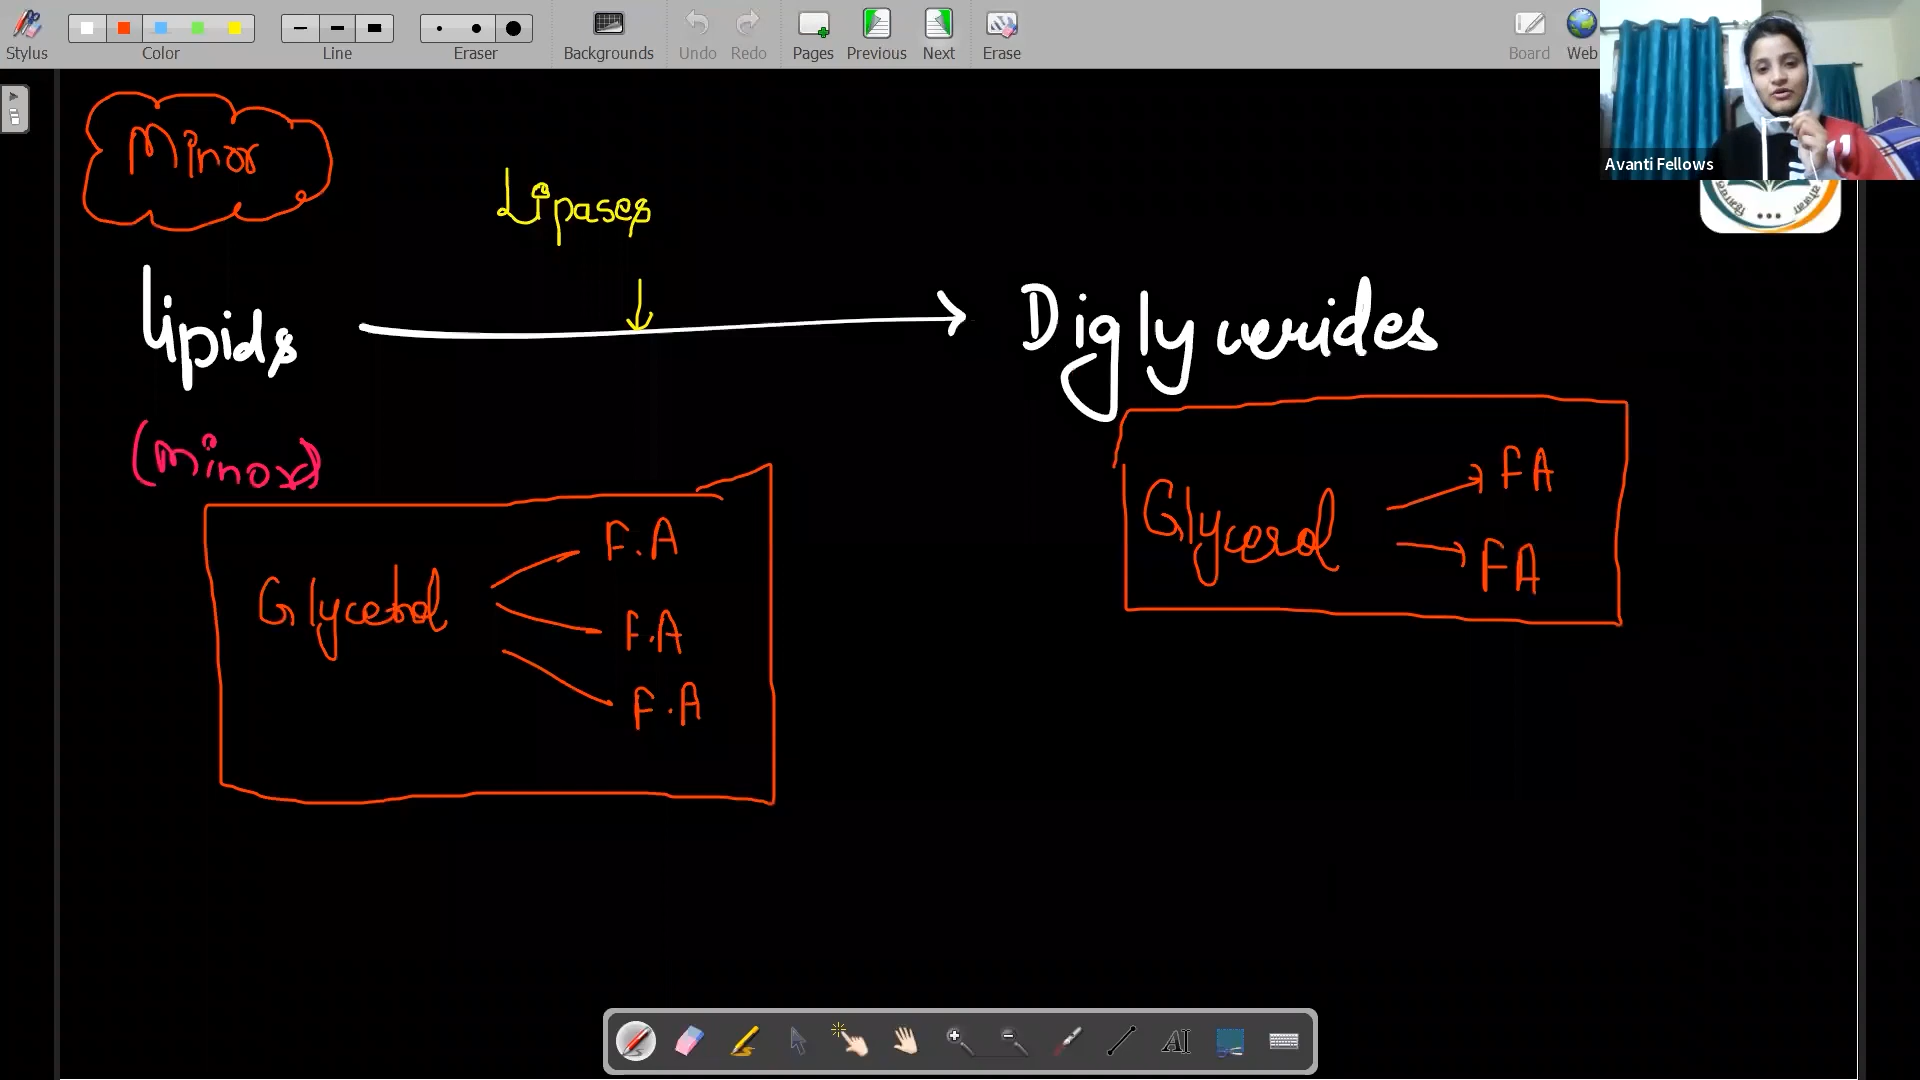 Stylus
Color
Line
Eraser
Backgrounds
Undo
Redo
Pages
Previous
Next
Erase
Board
Web
Avanti Fellows
Minor
Lipases
Lipids
Diglycerides
(Minor)
Glycerol
F.A
F.A
F.A
Glycerol
FA
FA